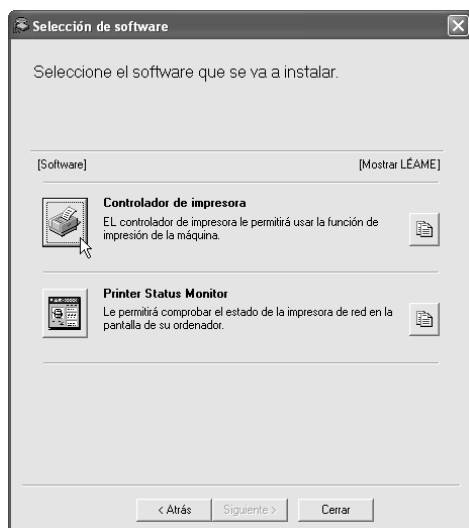 Selección de software
Seleccione el software que se va a instalar.
[Software] [Mostrar LÉAME]
Controlador de impresora
EL controlador de impresora le permitirá usar la función de
impresión de la máquina.
Printer Status Monitor
Le permitirá comprobar el estado de la impresora de red en la
pantalla de su ordenador.
< Atrás Siguiente > Cerrar